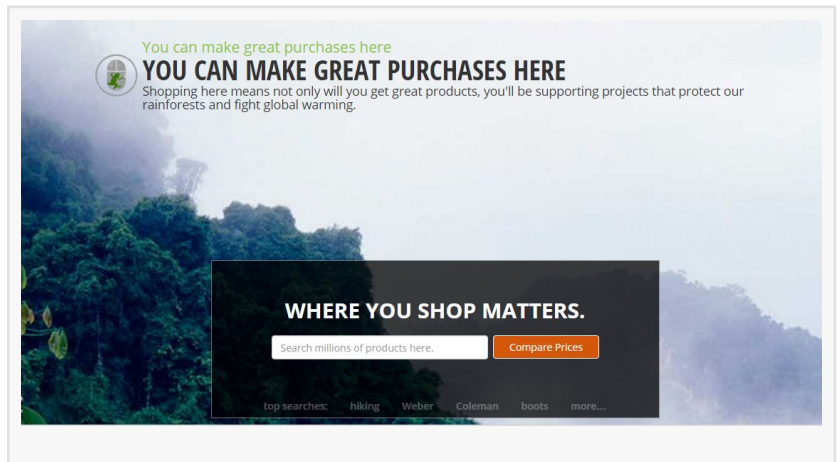 You can make great purchases here
YOU CAN MAKE GREAT PURCHASES HERE
Shopping here means not only will you get great products, you'll be supporting projects that protect our
rainforests and fight global warming.
WHERE YOU SHOP MATTERS.
Search millions of products here. Compare Prices
top searches: hiking Weber Coleman boots more...